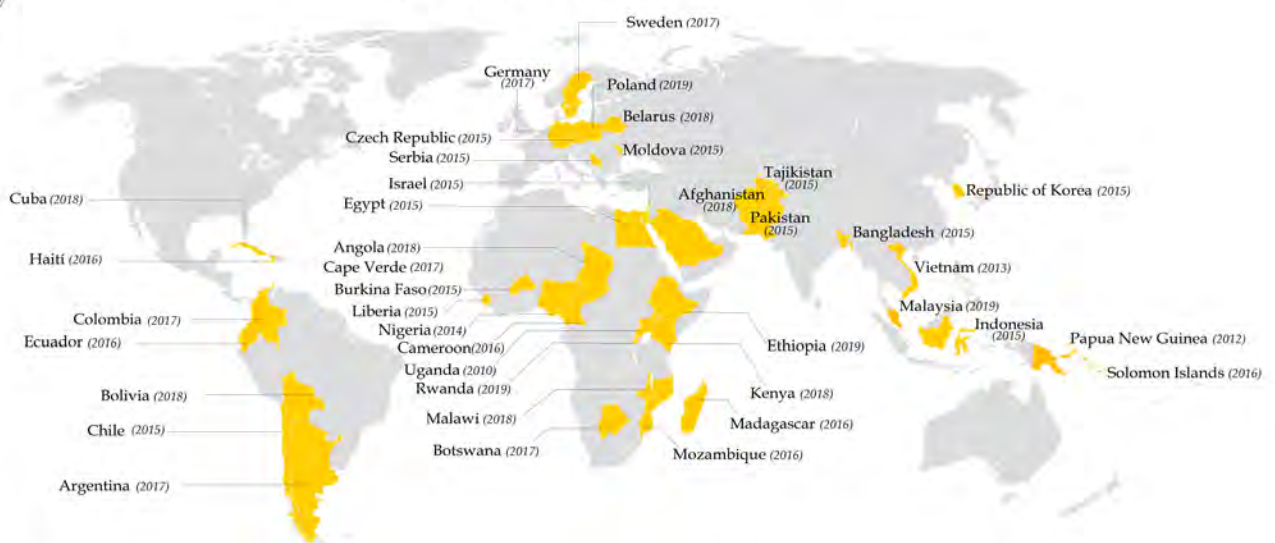 Sweden (2017)
Germany
(2017)
Poland (2019)
Belarus (2018)
Czech Republic (2015)
Moldova (2015)
Serbia (2015)
Tajikistan
(2015)
Israel (2015)
Afghanistan
(2018)
Republic of Korea (2015)
Cuba (2018)
Egypt (2015)
Pakistan
(2015)
Bangladesh (2015)
Angola (2018)
Haití (2016)
Cape Verde (2017)
Vietnam (2013)
Burkina Faso (2015)
Liberia (2015)
Malaysia (2019)
Colombia (2017)
Nigeria (2014)
Indonesia
(2015)
Ecuador (2016)
Cameroon (2016)
Ethiopia (2019)
Papua New Guinea (2012)
Uganda (2010)
Solomon Islands (2016)
Rwanda (2019)
Bolivia (2018)
Kenya (2018)
Malawi (2018)
Madagascar (2016)
Chile (2015)
Botswana (2017)
Mozambique (2016)
Argentina (2017)